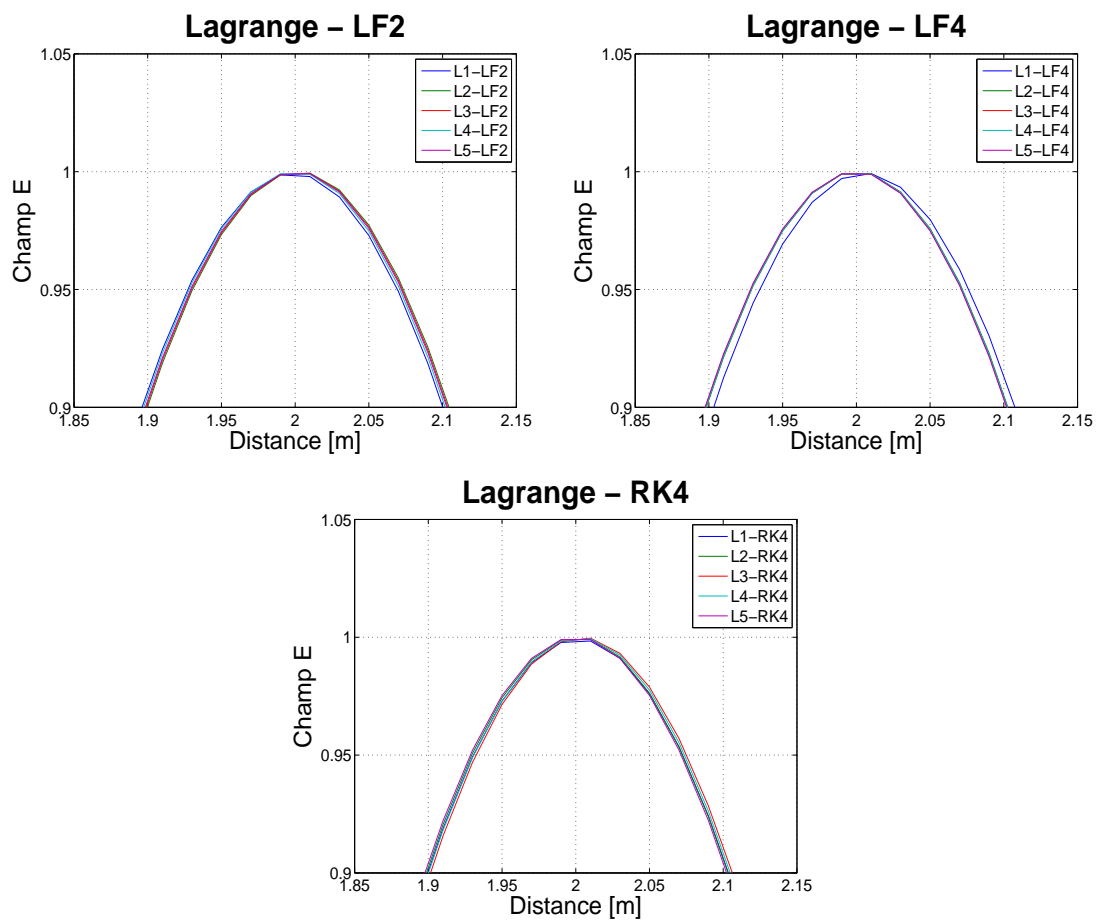 Lagrange − LF2
1.05
1
0.95
0.9
1.85
1.9
1.95
2
2.05
2.1
2.15
Champ E
Distance [m]
L1−LF2
L2−LF2
L3−LF2
L4−LF2
L5−LF2
Lagrange − LF4
1.05
1
0.95
0.9
1.85
1.9
1.95
2
2.05
2.1
2.15
Champ E
Distance [m]
L1−LF4
L2−LF4
L3−LF4
L4−LF4
L5−LF4
Lagrange − RK4
1.05
1
0.95
0.9
1.85
1.9
1.95
2
2.05
2.1
2.15
Champ E
Distance [m]
L1−RK4
L2−RK4
L3−RK4
L4−RK4
L5−RK4